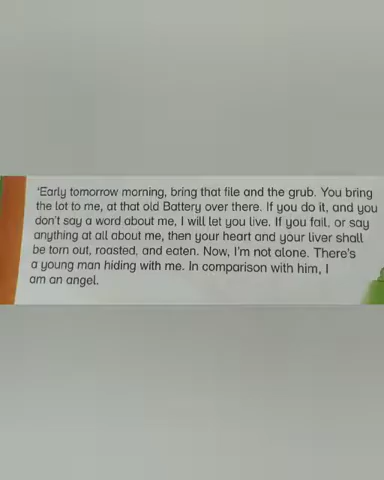 'Early tomorrow morning, bring that file and the grub. You bring
the lot to me, at that old Battery over there. If you do it, and you
don't say a word about me, I will let you live. If you fail, or say
anything at all about me, then your heart and your liver shall
be torn out, roasted, and eaten. Now, I'm not alone. There's
a young man hiding with me. In comparison with him, I
am an angel.